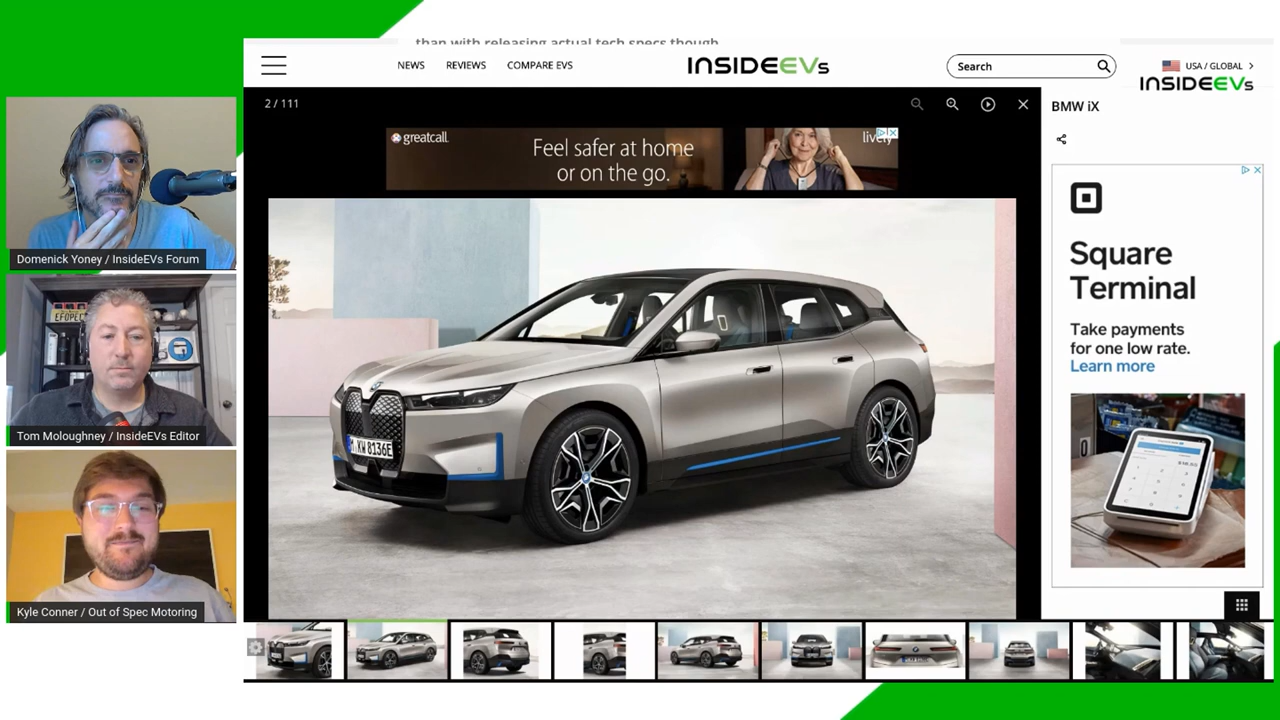 than with releasing actual tech specs though
NEWS
REVIEWS
COMPARE EVS
INSIDEEVs
Search
USA / GLOBAL
INSIDEEVs
2 / 111
BMW iX
greatcall.
Feel safer at home
or on the go.
lively
Square
Terminal
Take payments
for one low rate.
Learn more
M KW 8136E
Domenick Yoney / InsideEVs Forum
Tom Moloughney / InsideEVs Editor
Kyle Conner / Out of Spec Motoring